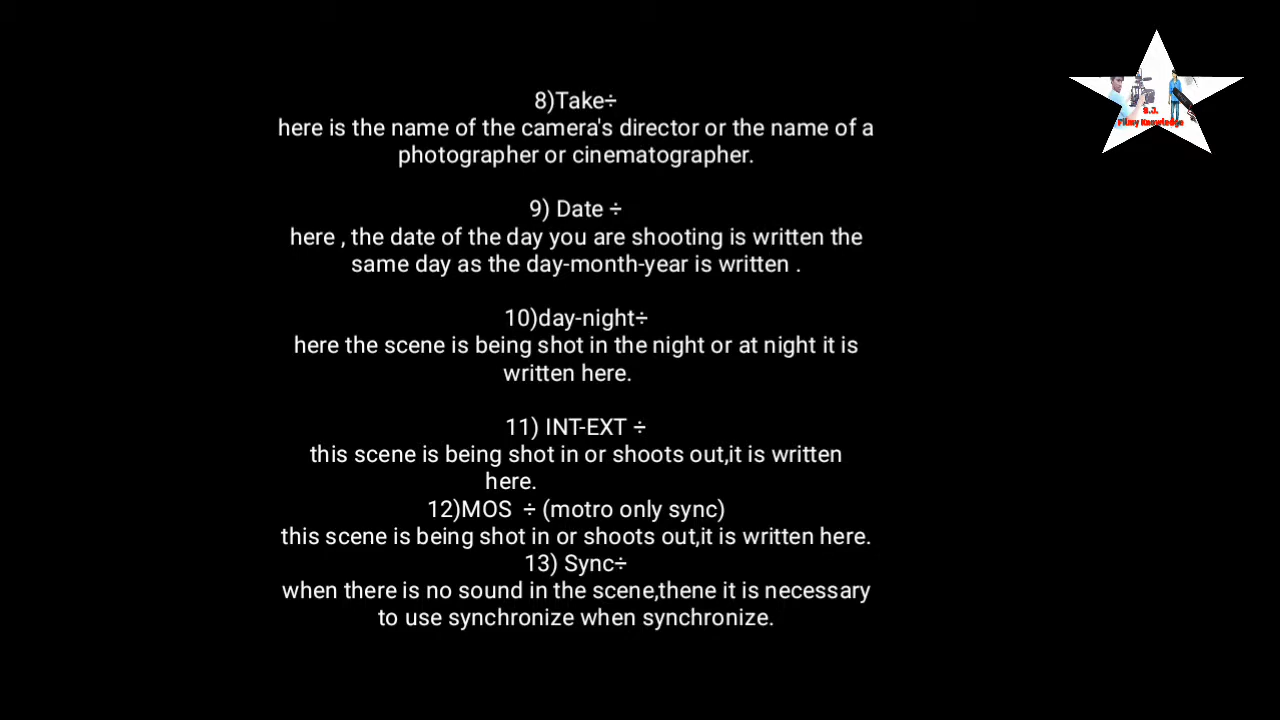 8)Take÷
here is the name of the camera's director or the name of a
photographer or cinematographer.
9) Date ÷
here , the date of the day you are shooting is written the
same day as the day-month-year is written .
10)day-night÷
here the scene is being shot in the night or at night it is
written here.
11) INT-EXT ÷
this scene is being shot in or shoots out,it is written
here.
12)MOS ÷ (motro only sync)
this scene is being shot in or shoots out,it is written here.
13) Sync÷
when there is no sound in the scene,thene it is necessary
to use synchronize when synchronize.
S.J.
Filmy Knowledge